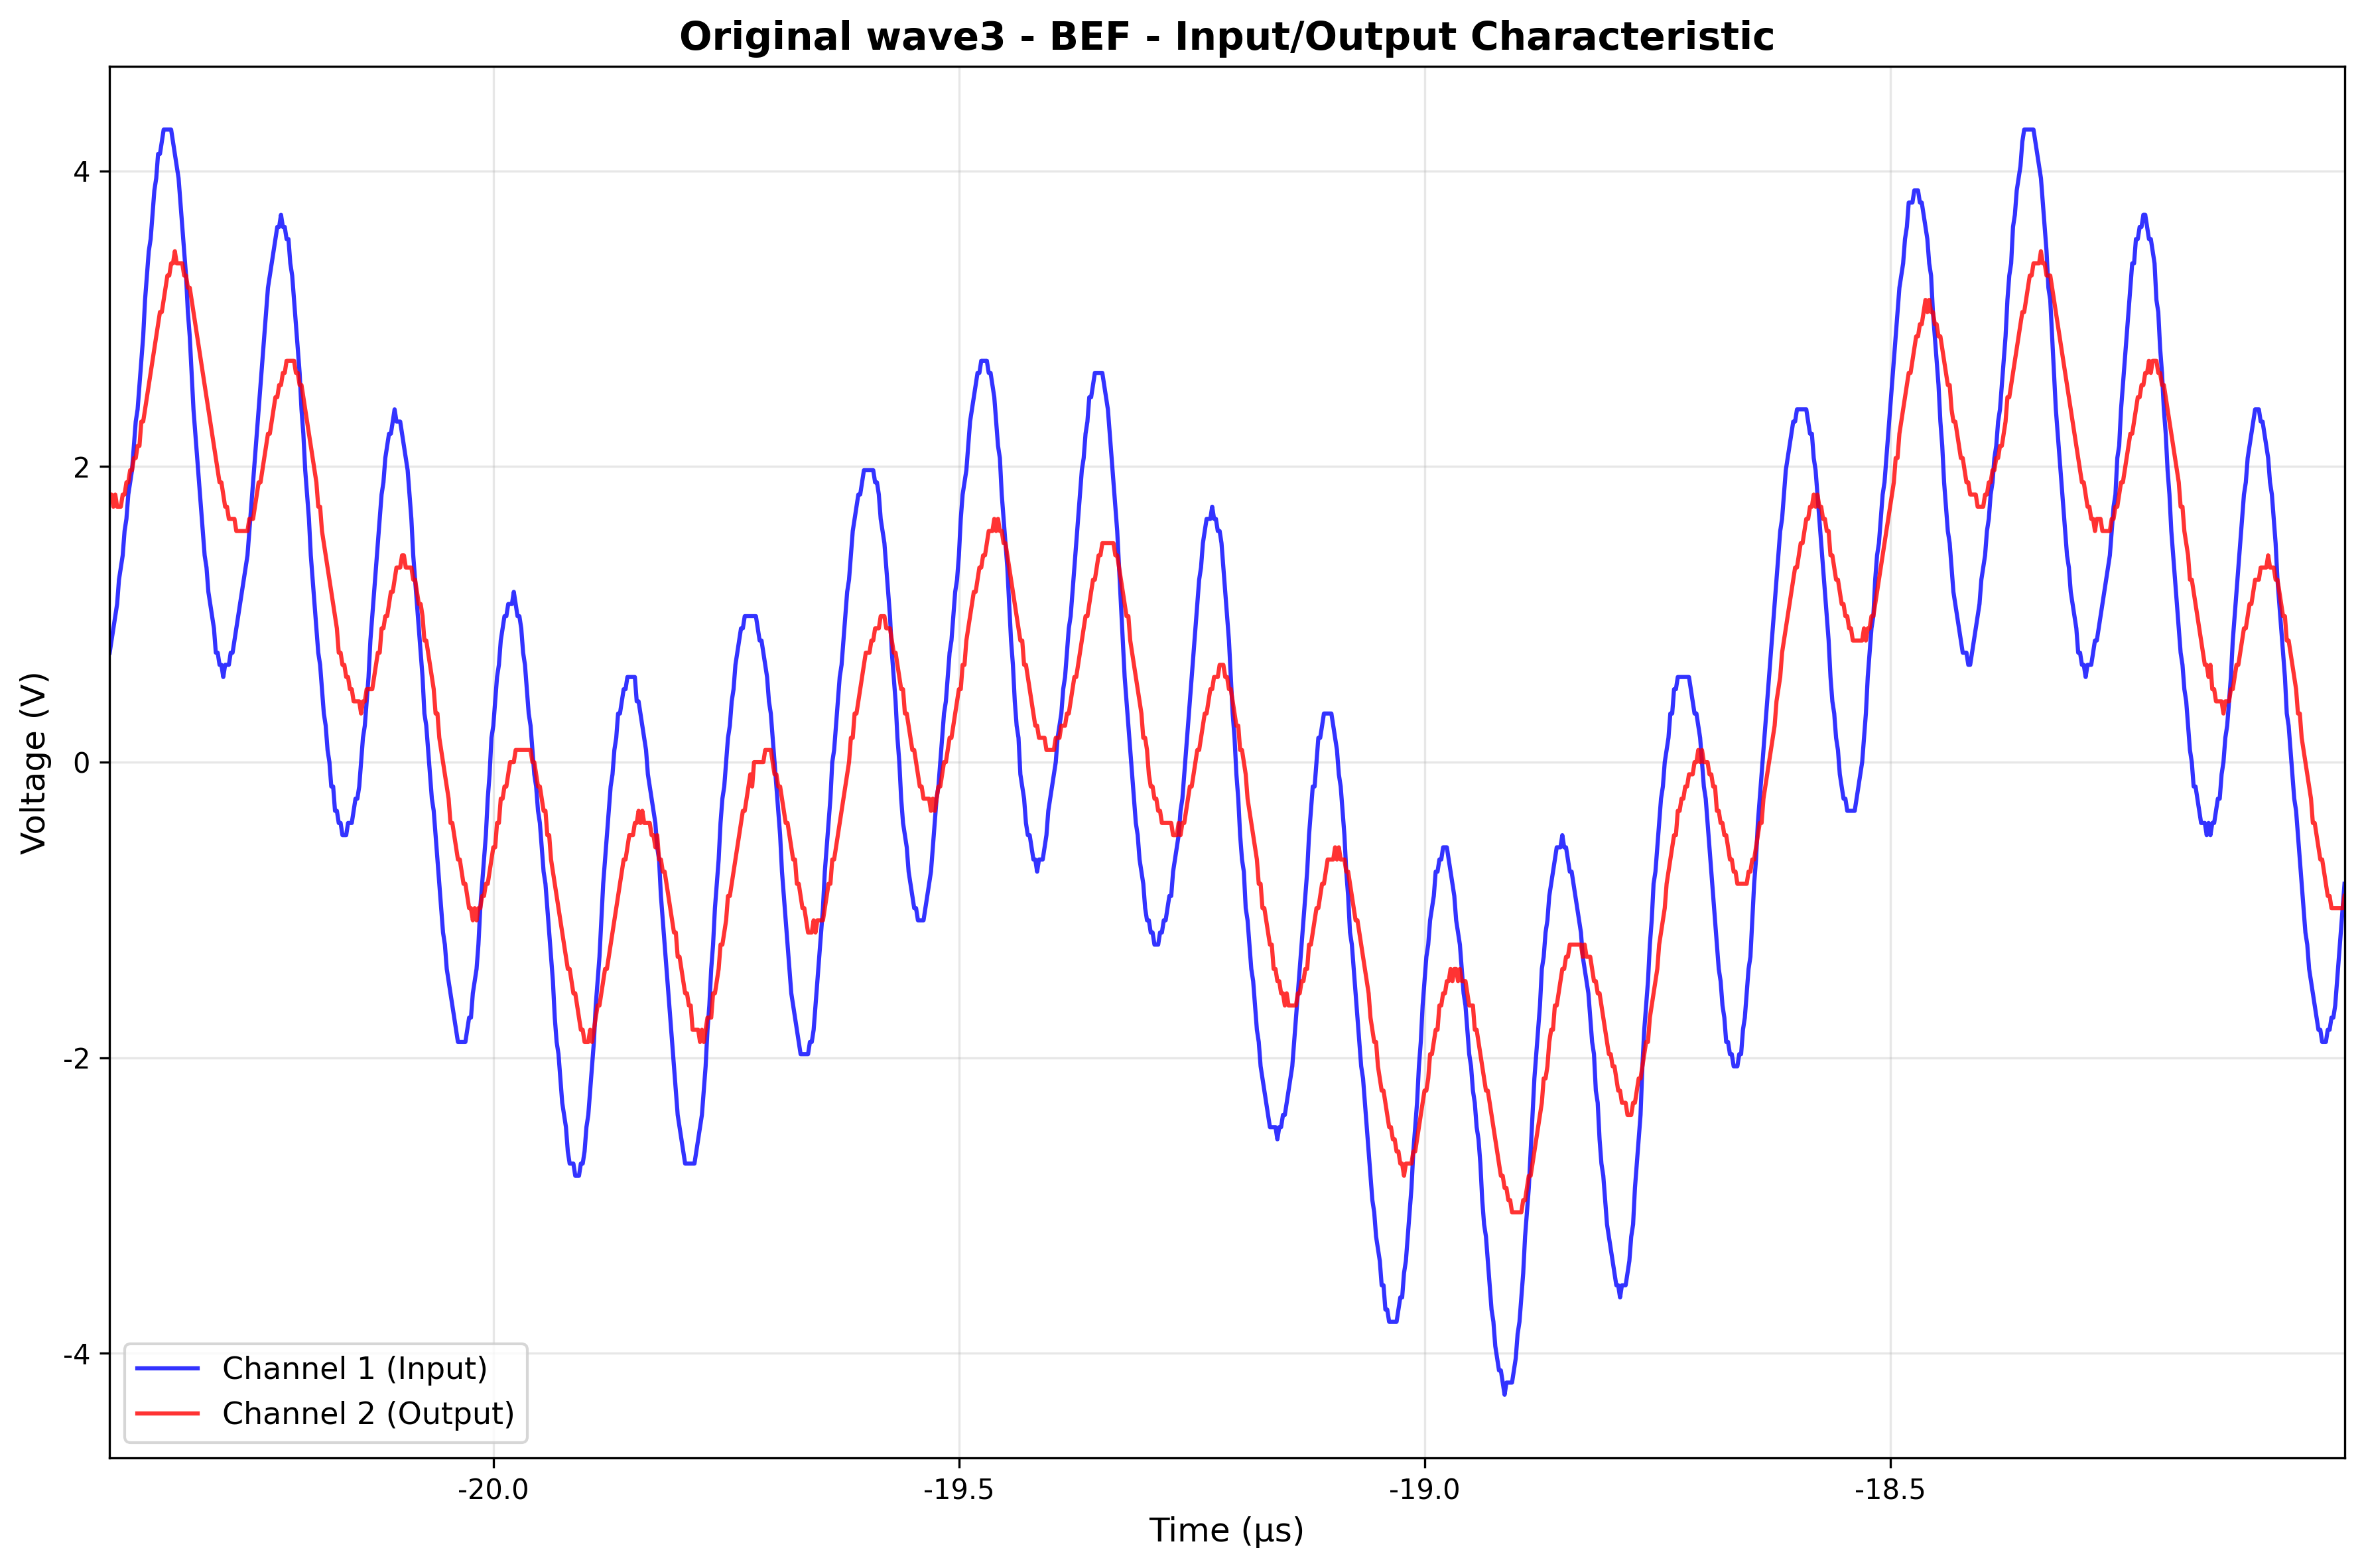 Original wave3 - BEF - Input/Output Characteristic
Voltage (V)
4
2
0
-2
-4
Channel 1 (Input)
Channel 2 (Output)
-20.0
-19.5
-19.0
-18.5
Time (μs)